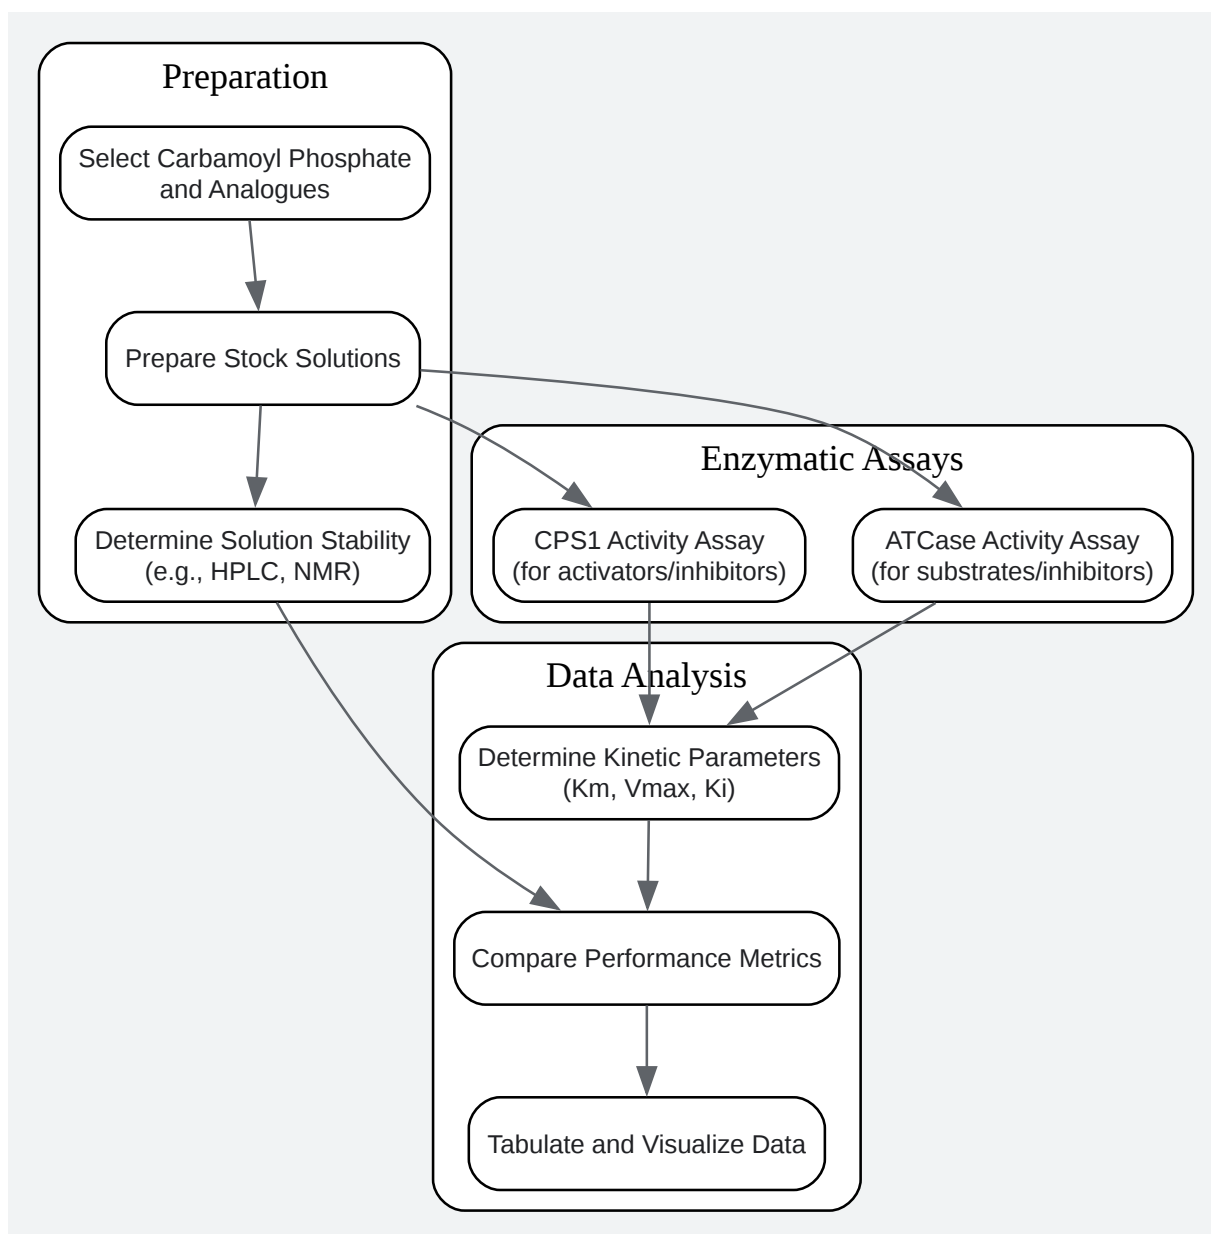 Preparation
Select Carbamoyl Phosphate
and Analogues
Prepare Stock Solutions
Determine Solution Stability
(e.g., HPLC, NMR)
Enzymatic Assays
CPS1 Activity Assay
(for activators/inhibitors)
ATCase Activity Assay
(for substrates/inhibitors)
Data Analysis
Determine Kinetic Parameters
(Km, Vmax, Ki)
Compare Performance Metrics
Tabulate and Visualize Data